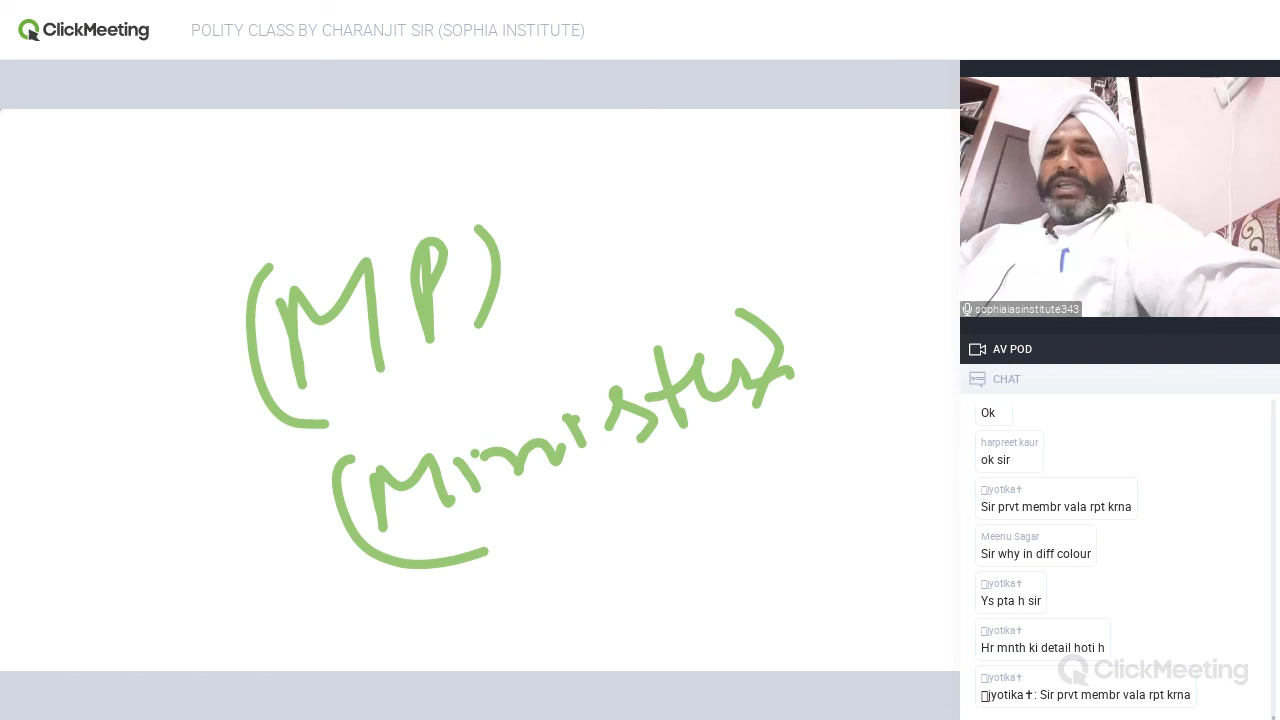 ClickMeeting
POLITY CLASS BY CHARANJIT SIR (SOPHIA INSTITUTE)
(MP)
(Minister)
sophiaiasinstitute343
AV POD
CHAT
Ok
harpreet kaur
ok sir
jyotika✝
Sir prvt membr vala rpt krna
Meenu Sagar
Sir why in diff colour
jyotika✝
Ys pta h sir
jyotika✝
Hr mnth ki detail hoti h
jyotika✝
jyotika✝: Sir prvt membr vala rpt krna
ClickMeeting